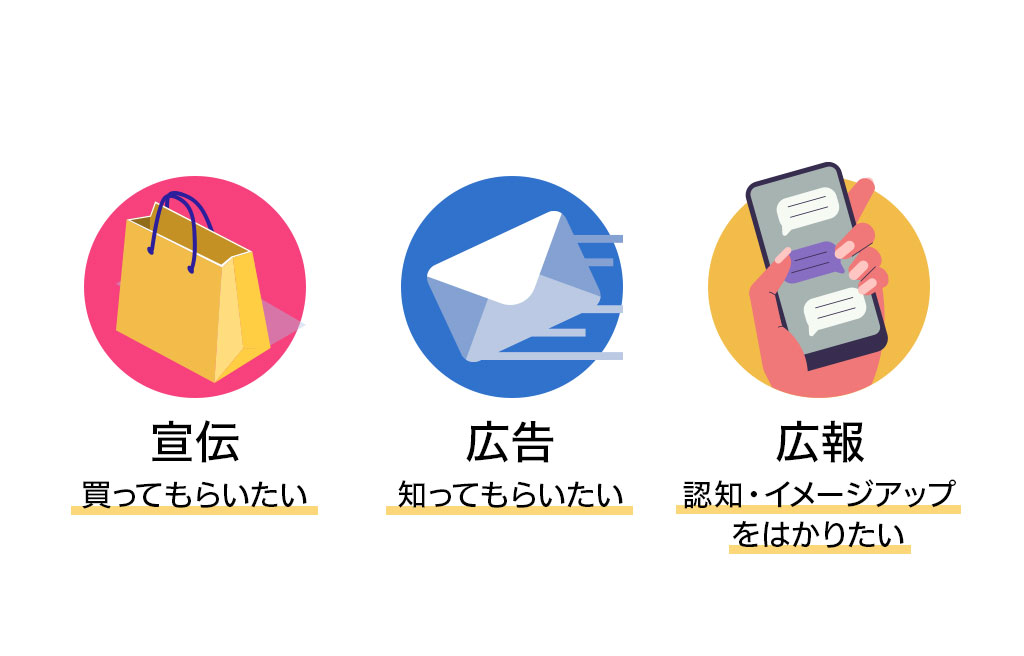 宣伝
買ってもらいたい
広告
知ってもらいたい
広報
認知・イメージアップ
をはかりたい